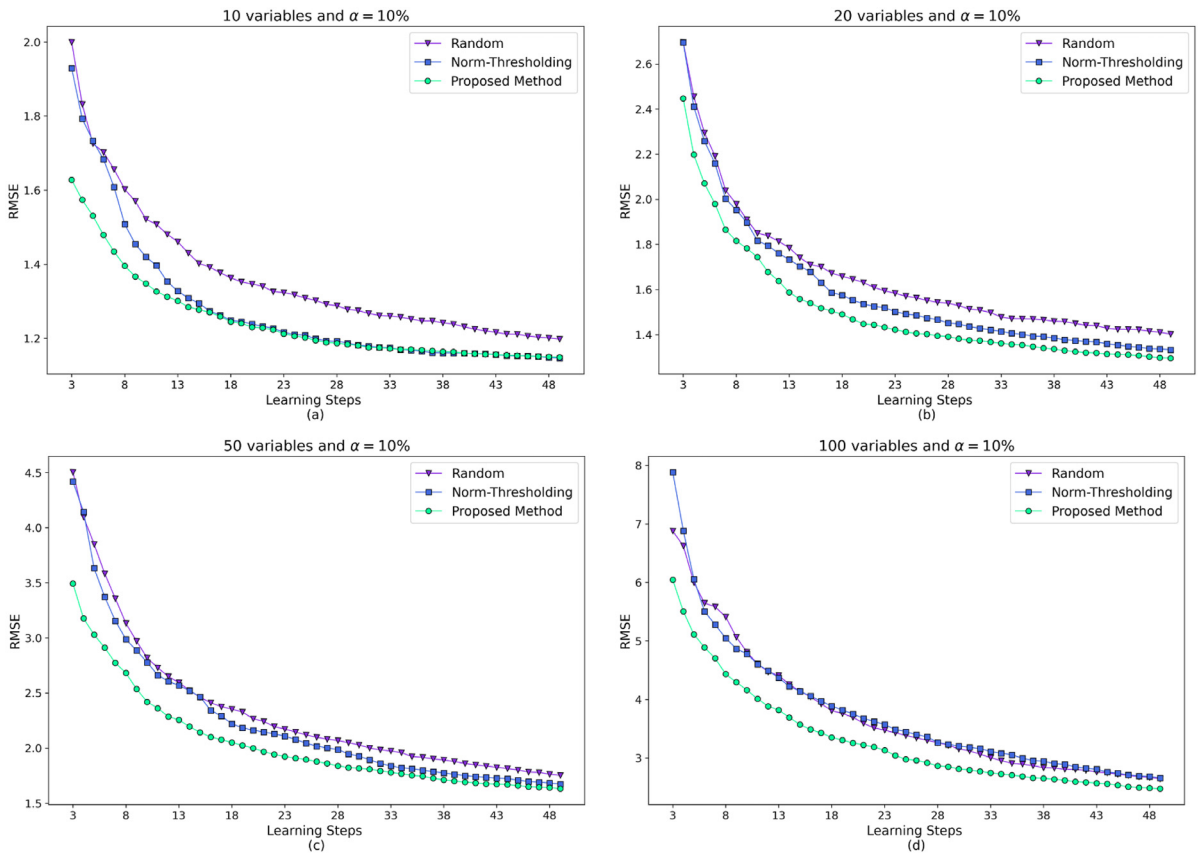 10 variables and α = 10%
2.0
1.8
1.6
1.4
1.2
RMSE
Random
Norm-Thresholding
Proposed Method
3 8 13 18 23 28 33 38 43 48
Learning Steps
(a)
20 variables and α = 10%
2.6
2.4
2.2
2.0
1.8
1.6
1.4
RMSE
Random
Norm-Thresholding
Proposed Method
3 8 13 18 23 28 33 38 43 48
Learning Steps
(b)
50 variables and α = 10%
4.5
4.0
3.5
3.0
2.5
2.0
1.5
RMSE
Random
Norm-Thresholding
Proposed Method
3 8 13 18 23 28 33 38 43 48
Learning Steps
(c)
100 variables and α = 10%
8
7
6
5
4
3
RMSE
Random
Norm-Thresholding
Proposed Method
3 8 13 18 23 28 33 38 43 48
Learning Steps
(d)